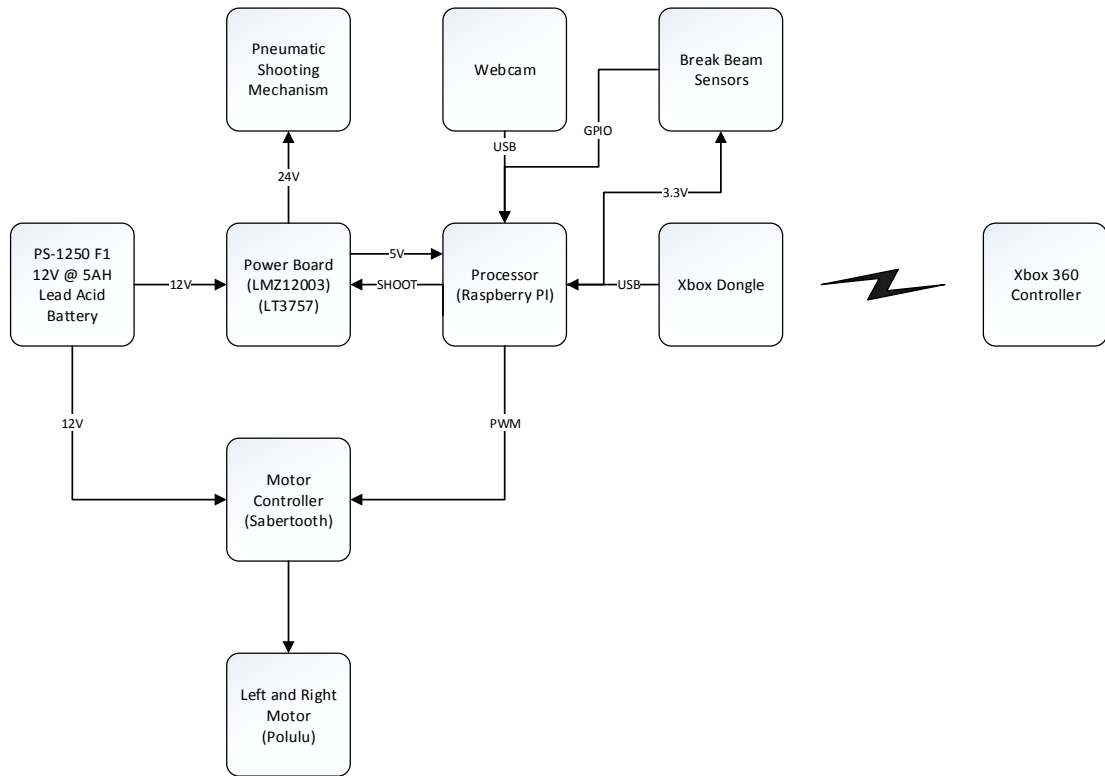 Pneumatic
Shooting
Mechanism
Webcam
Break Beam
Sensors
GPIO
USB
24V
3.3V
PS-1250 F1
12V @ 5AH
Lead Acid
Battery
12V
Power Board
(LMZ12003)
(LT3757)
5V
SHOOT
Processor
(Raspberry PI)
USB
Xbox Dongle
Xbox 360
Controller
12V
PWM
Motor
Controller
(Sabertooth)
Left and Right
Motor
(Polulu)